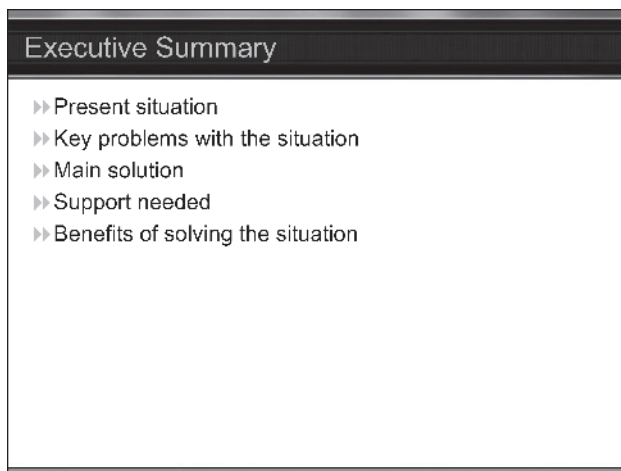 Executive Summary
Present situation
Key problems with the situation
Main solution
Support needed
Benefits of solving the situation